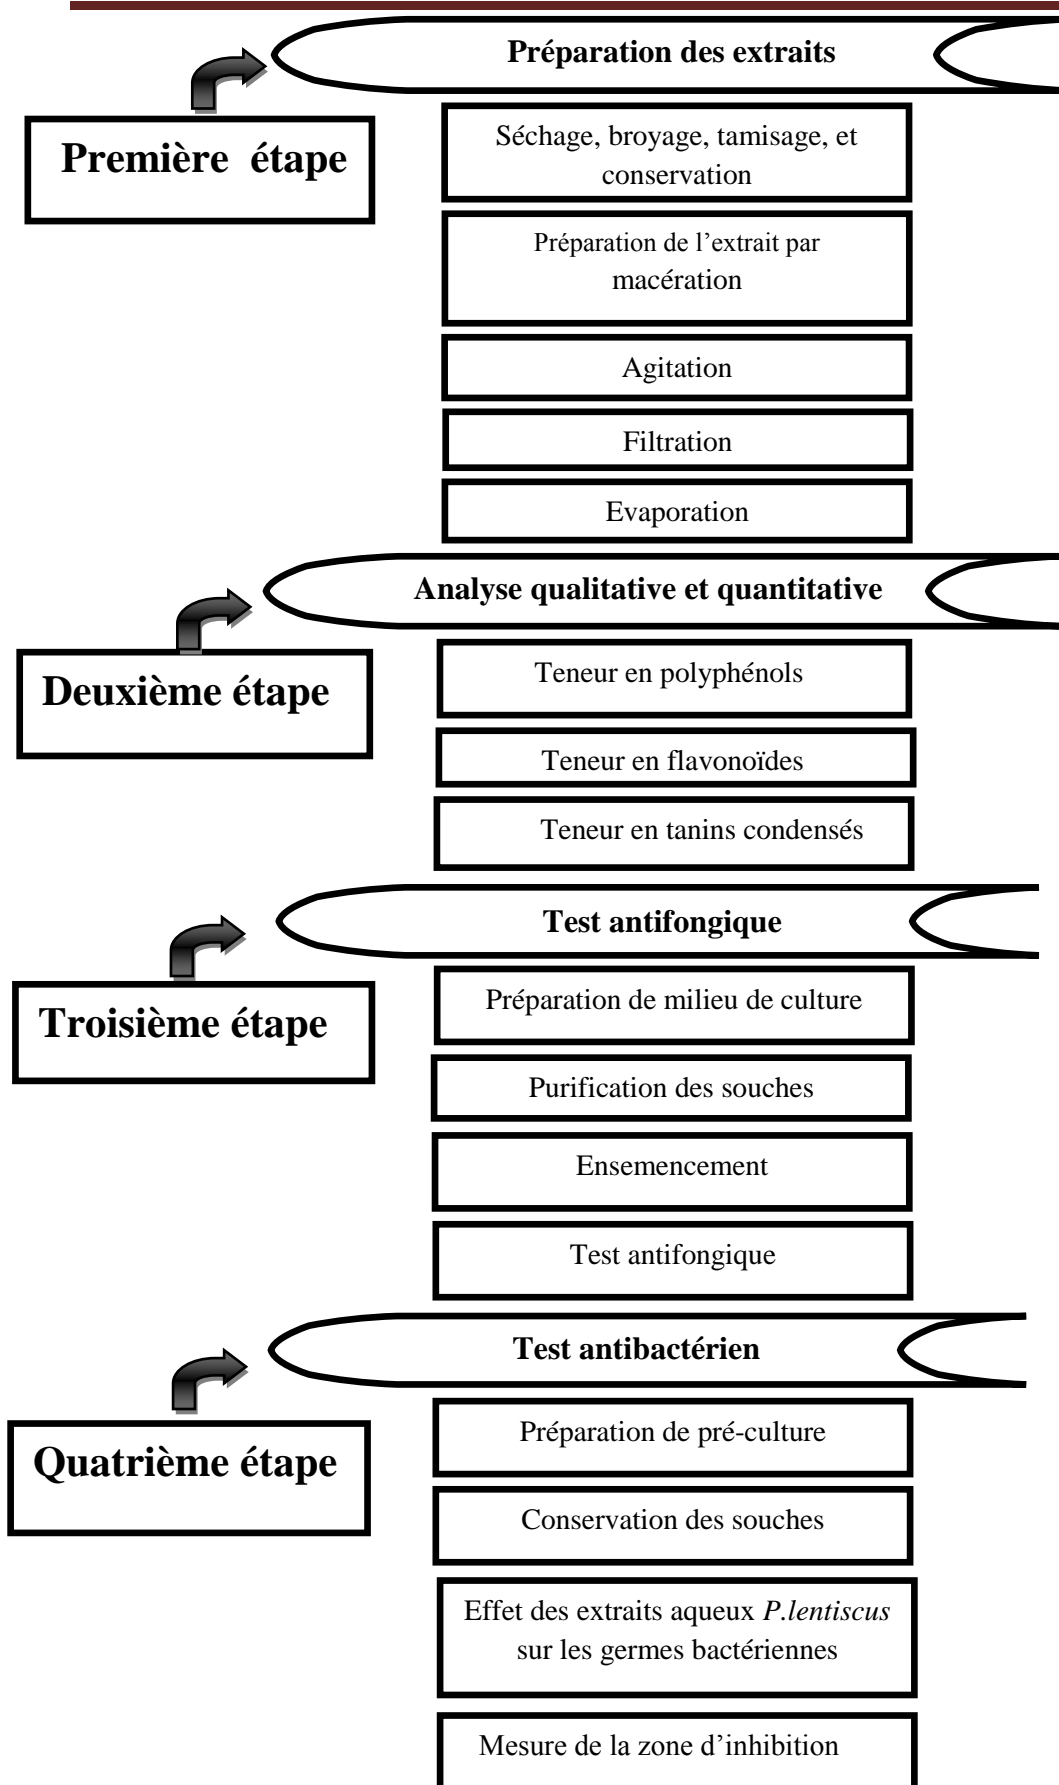 Préparation des extraits
Première étape
Séchage, broyage, tamisage, et
conservation
Préparation de l’extrait par
macération
Agitation
Filtration
Evaporation
Analyse qualitative et quantitative
Deuxième étape
Teneur en polyphénols
Teneur en flavonoïdes
Teneur en tanins condensés
Test antifongique
Troisième étape
Préparation de milieu de culture
Purification des souches
Ensemencement
Test antifongique
Test antibactérien
Quatrième étape
Préparation de pré-culture
Conservation des souches
Effet des extraits aqueux P.lentiscus
sur les germes bactériennes
Mesure de la zone d’inhibition